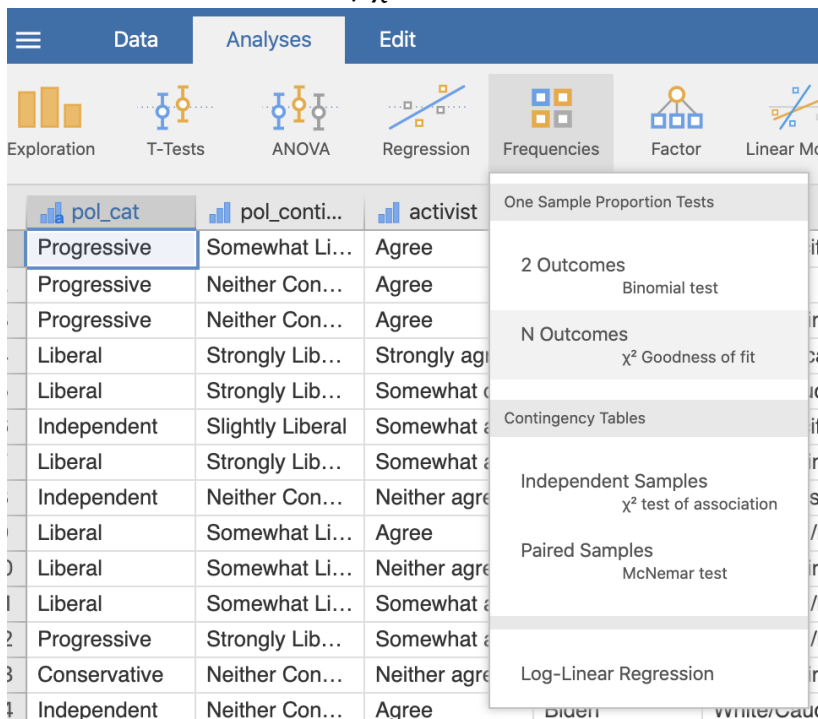 Data Analyses Edit
Exploration T-Tests ANOVA Regression Frequencies Factor Linear
pol_cat pol_conti... activist
One Sample Proportion Tests
2 Outcomes
Binomial test
N Outcomes
χ² Goodness of fit
Contingency Tables
Independent Samples
χ² test of association
Paired Samples
McNemar test
Log-Linear Regression
Progressive Somewhat Li... Agree
Progressive Neither Con... Agree
Progressive Neither Con... Agree
Liberal Strongly Lib... Strongly
Liberal Strongly Lib... Somewhat
Independent Slightly Liberal Somewhat
Liberal Strongly Lib... Somewhat
Independent Neither Con... Neither
Liberal Somewhat Li... Agree
Liberal Somewhat Li... Neither
Liberal Somewhat Li... Somewhat
Progressive Strongly Lib... Somewhat
Conservative Neither Con... Neither
Independent Neither Con... Agree Biden